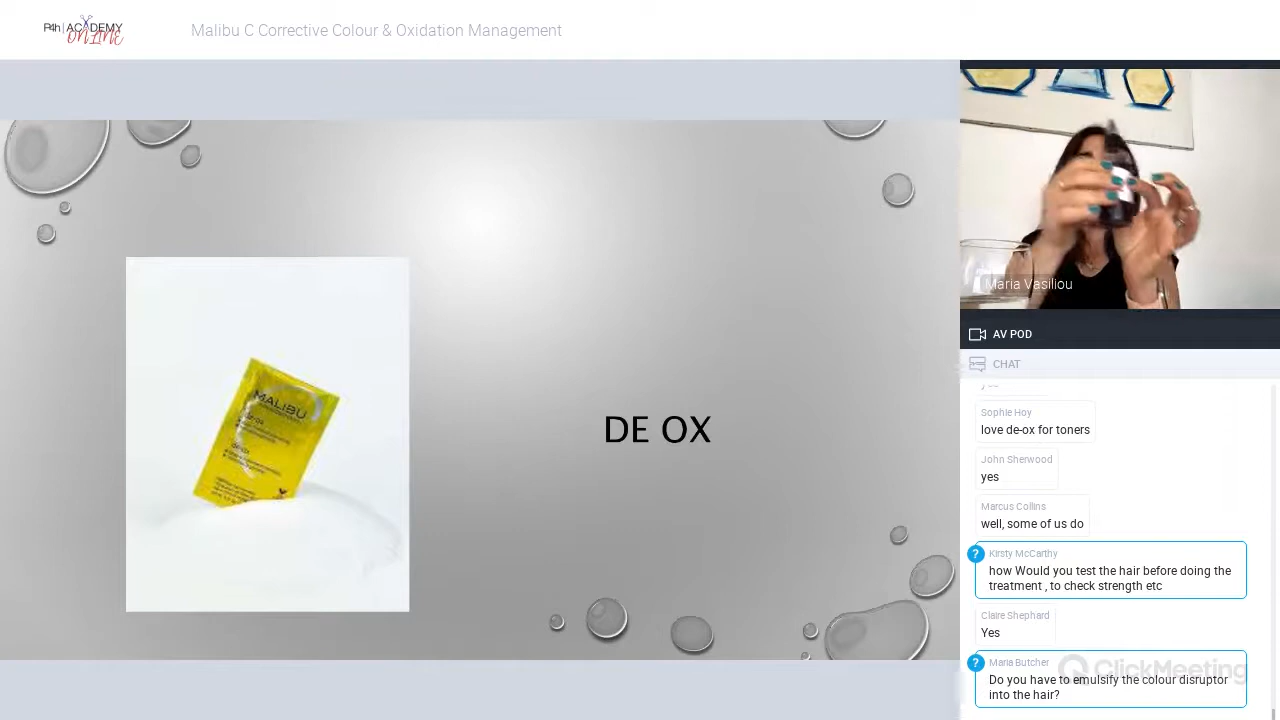 P4h | ACADEMY
ONLINE
Malibu C Corrective Colour & Oxidation Management
MALIBU
DE OX
Maria Vasiliou
AV POD
CHAT
yes
Sophie Hoy
love de-ox for toners
John Sherwood
yes
Marcus Collins
well, some of us do
? Kirsty McCarthy
how Would you test the hair before doing the
treatment , to check strength etc
Claire Shephard
Yes
? Maria Butcher
Do you have to emulsify the colour disruptor
into the hair?
ClickMeeting